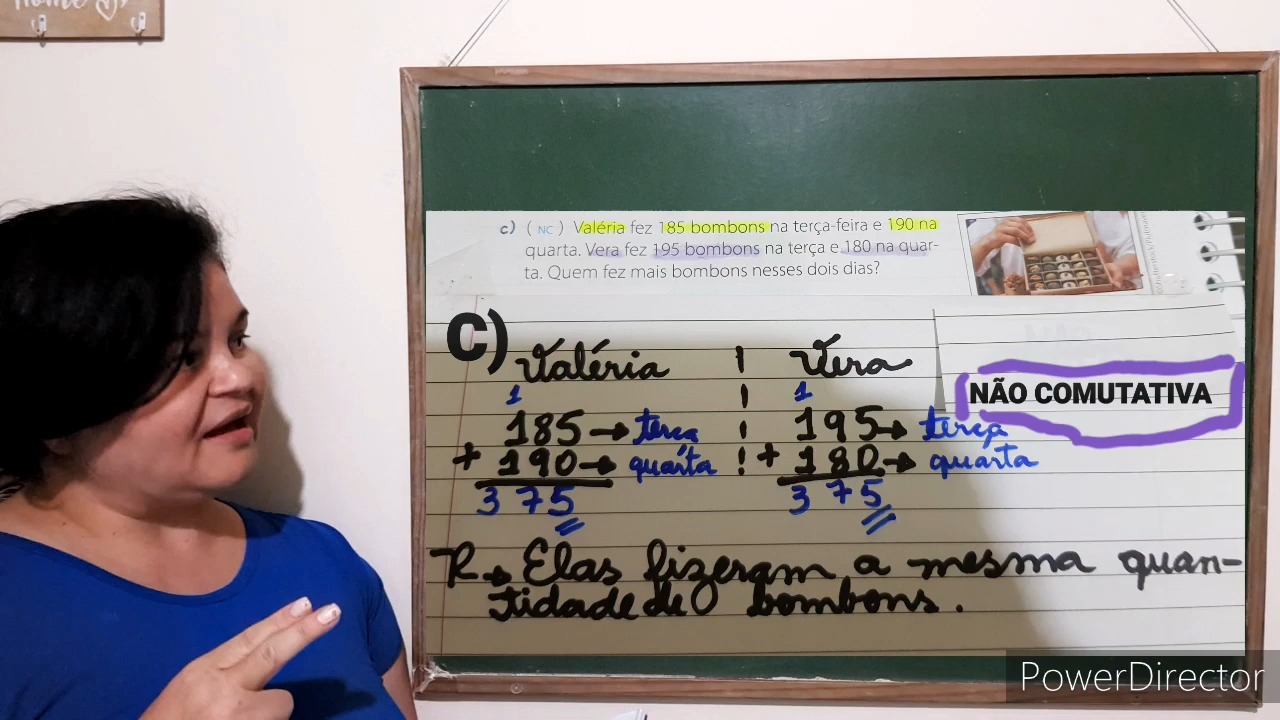 Home
c) ( NC ) Valéria fez 185 bombons na terça-feira e 190 na
quarta. Vera fez 195 bombons na terça e 180 na quar-
ta. Quem fez mais bombons nesses dois dias?
C) Valéria | Vera
NÃO COMUTATIVA
1 1
185 → terça | 195 → terça
+ 190 → quarta | + 180 → quarta
375 375
R → Elas fizeram a mesma quan-
tidade de bombons.
PowerDirector